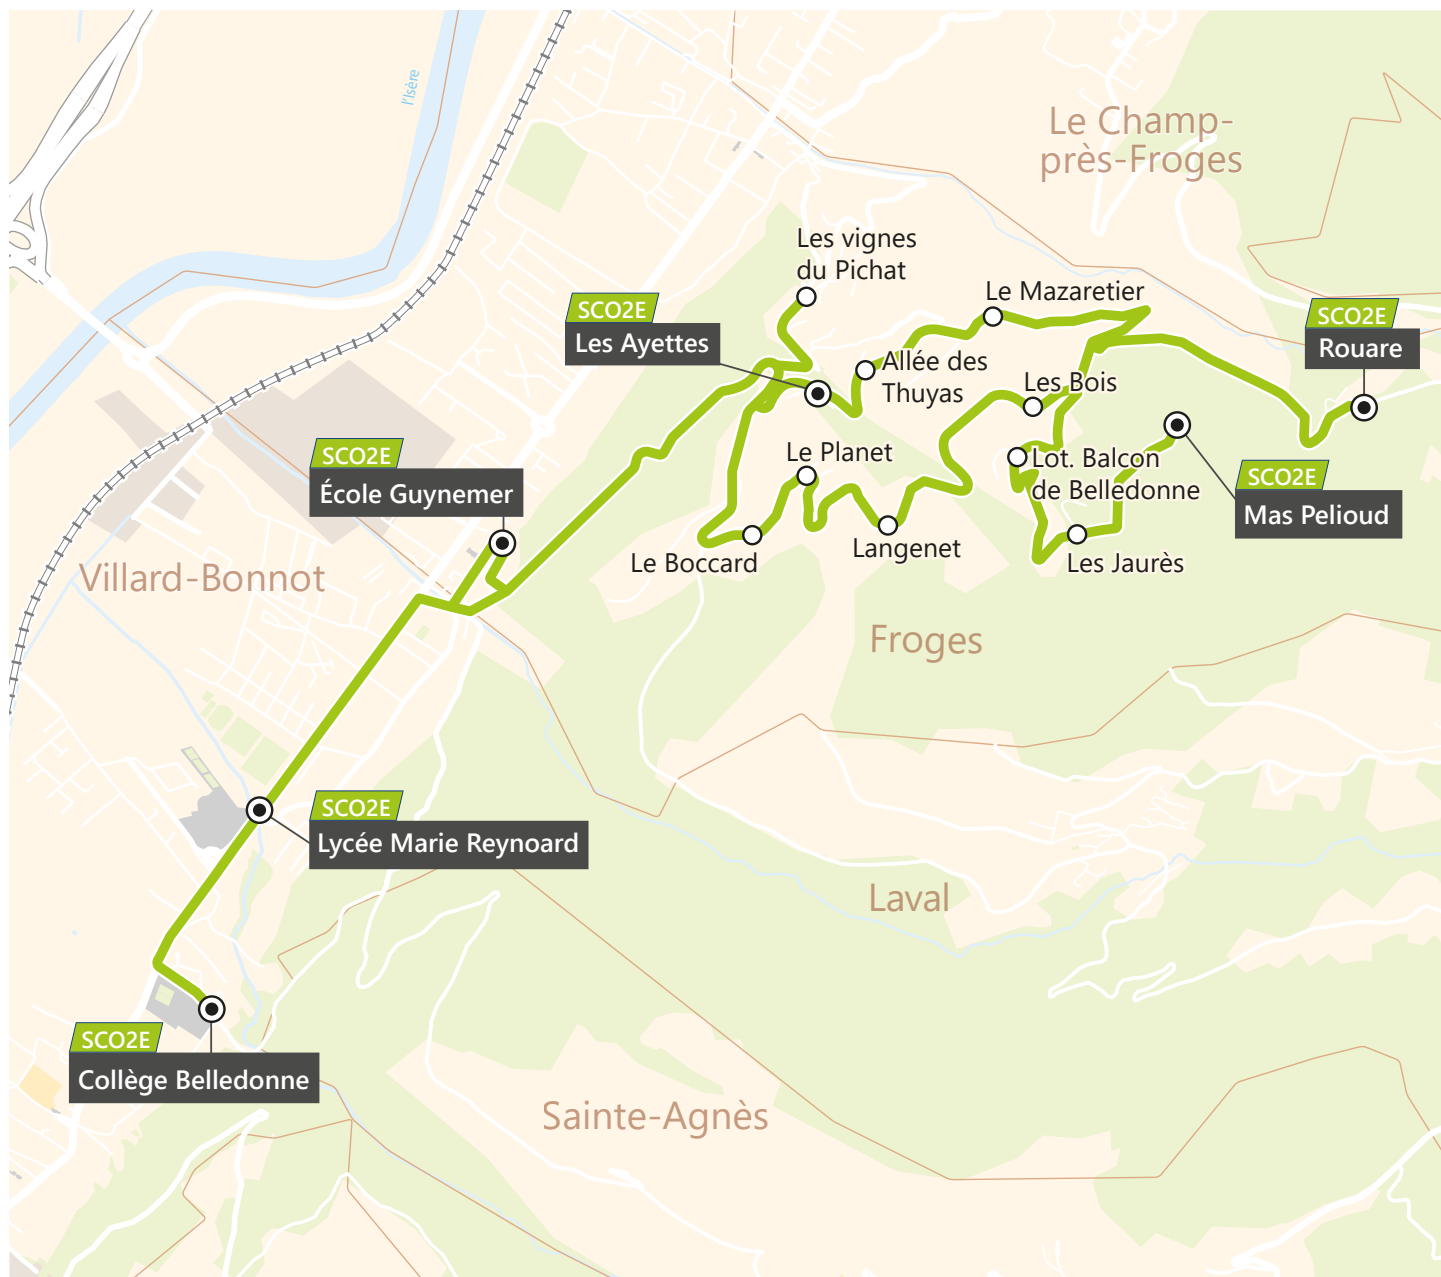 l'Isère
Le Champ-
près-Froges
Les vignes
du Pichat
Le Mazaretier
SCO2E
Les Ayettes
SCO2E
Rouare
Allée des
Thuyas
Les Bois
SCO2E
École Guynemer
Le Planet
Lot. Balcon
de Belledonne
SCO2E
Mas Pelioud
Le Boccard
Langenet
Les Jaurès
Villard-Bonnot
Froges
SCO2E
Lycée Marie Reynoard
Laval
SCO2E
Collège Belledonne
Sainte-Agnès